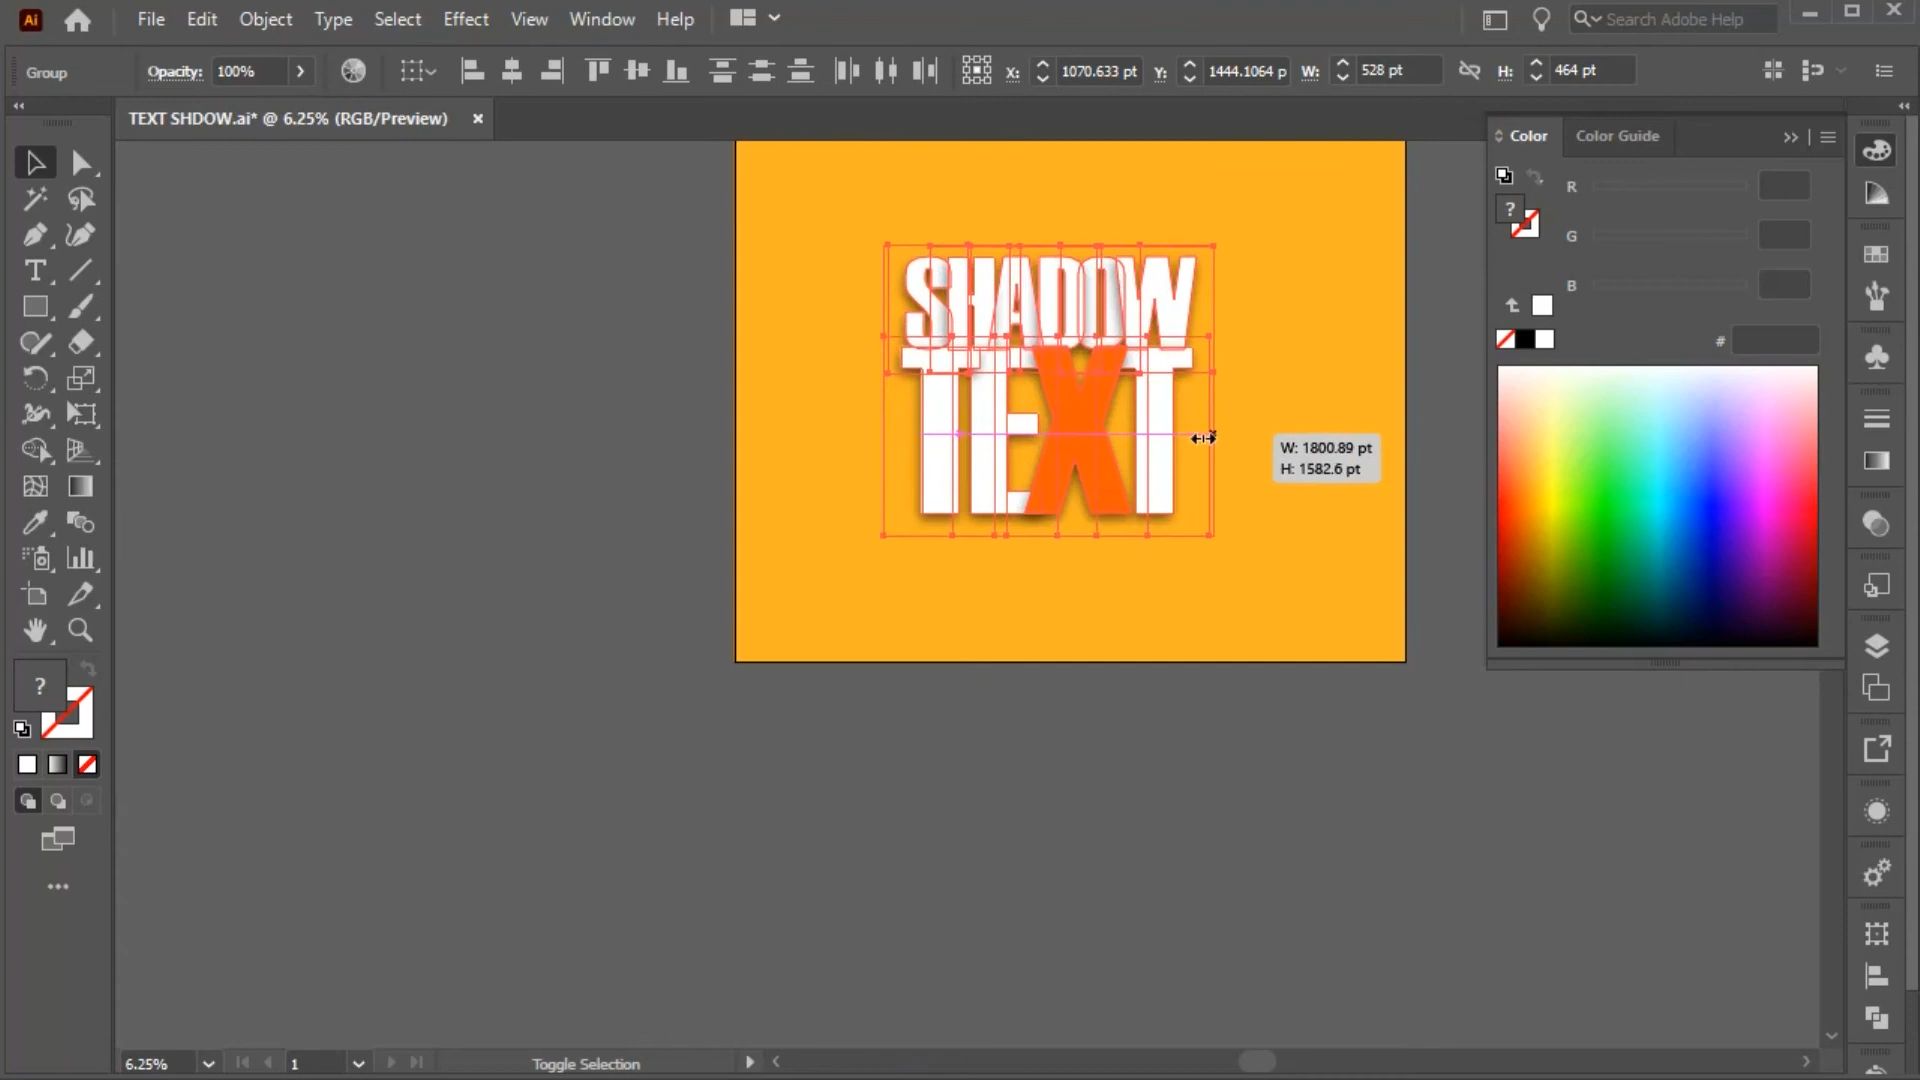 Ai File Edit Object Type Select Effect View Window Help Search Adobe Help
Group Opacity: 100% X: 1070.633 pt Y: 1444.1064 p W: 528 pt H: 464 pt
TEXT SHDOW.ai* @ 6.25% (RGB/Preview) ×
Color Color Guide
R
?
G
B
#
SHADOW
TEXT
W: 1800.89 pt
H: 1582.6 pt
?
6.25% 1 Toggle Selection